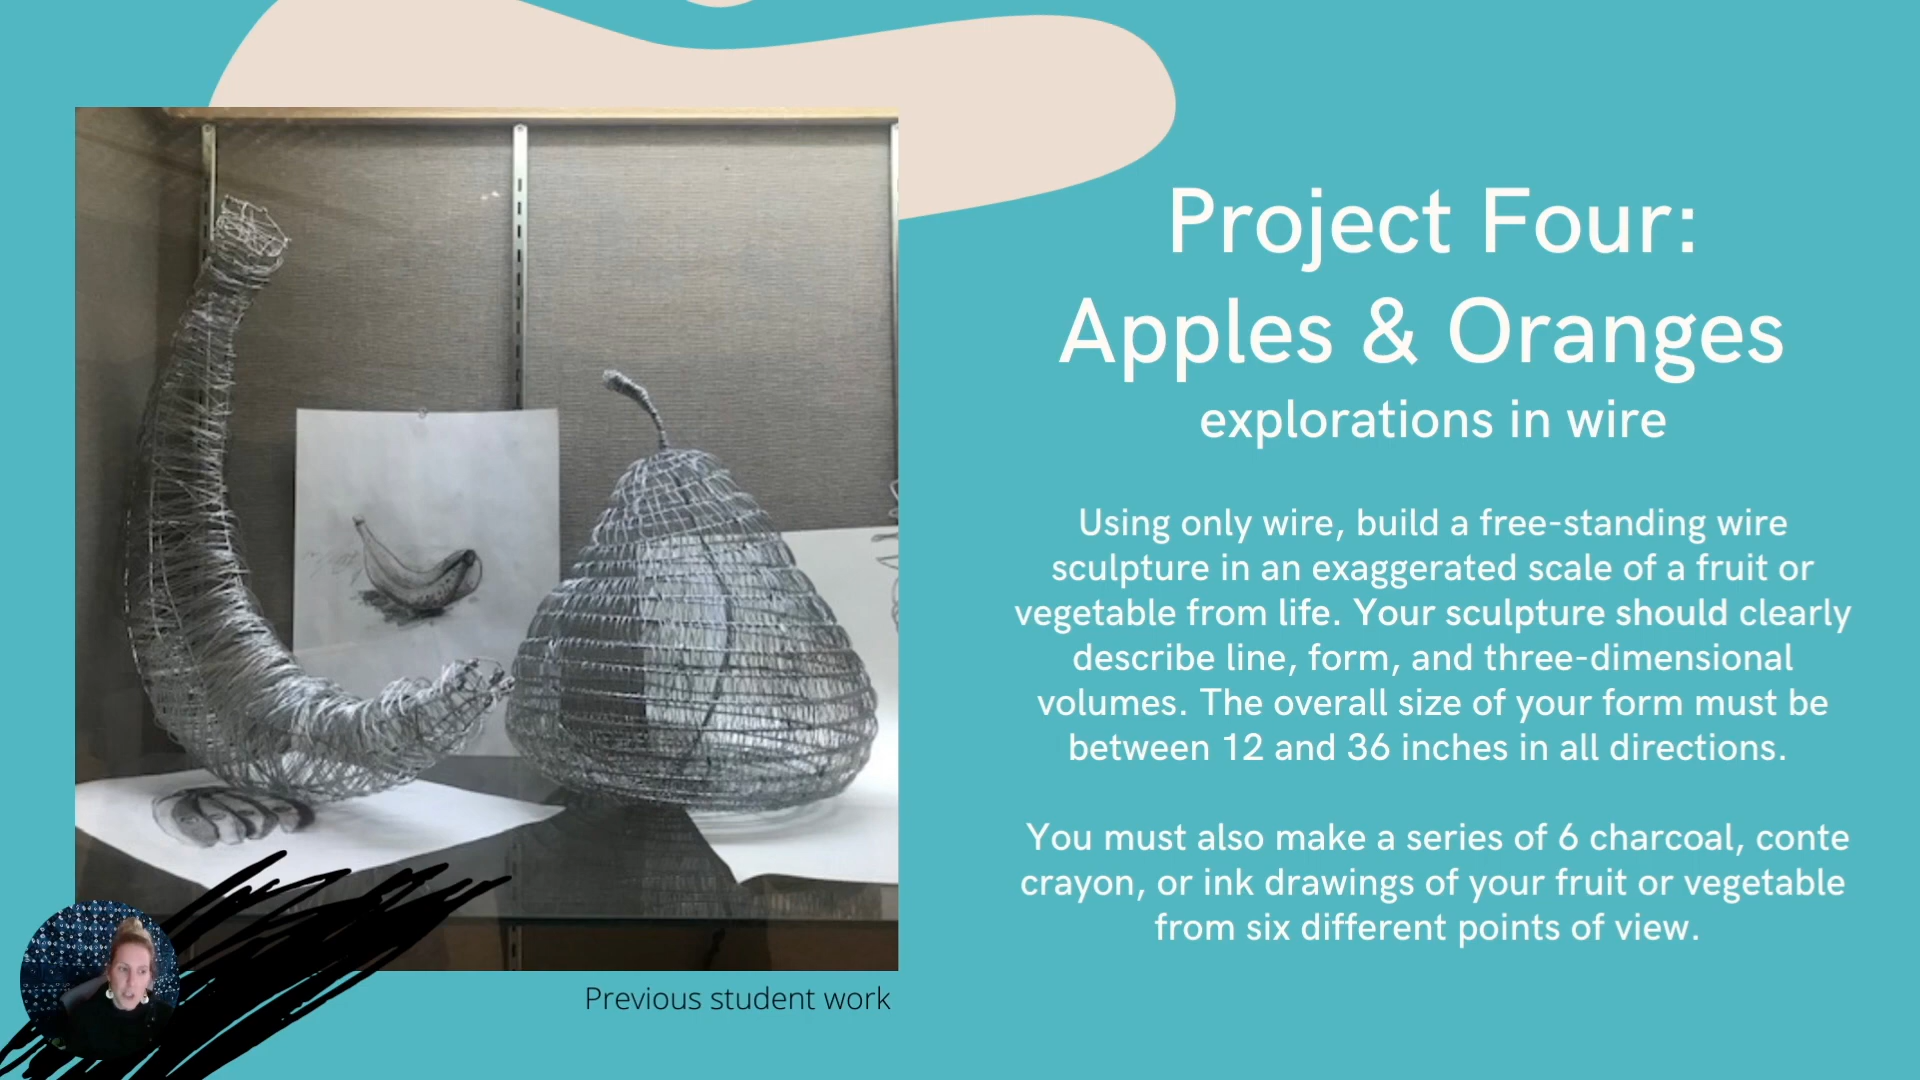 Project Four:
Apples & Oranges
explorations in wire
Using only wire, build a free-standing wire
sculpture in an exaggerated scale of a fruit or
vegetable from life. Your sculpture should clearly
describe line, form, and three-dimensional
volumes. The overall size of your form must be
between 12 and 36 inches in all directions.
You must also make a series of 6 charcoal, conte
crayon, or ink drawings of your fruit or vegetable
from six different points of view.
Previous student work